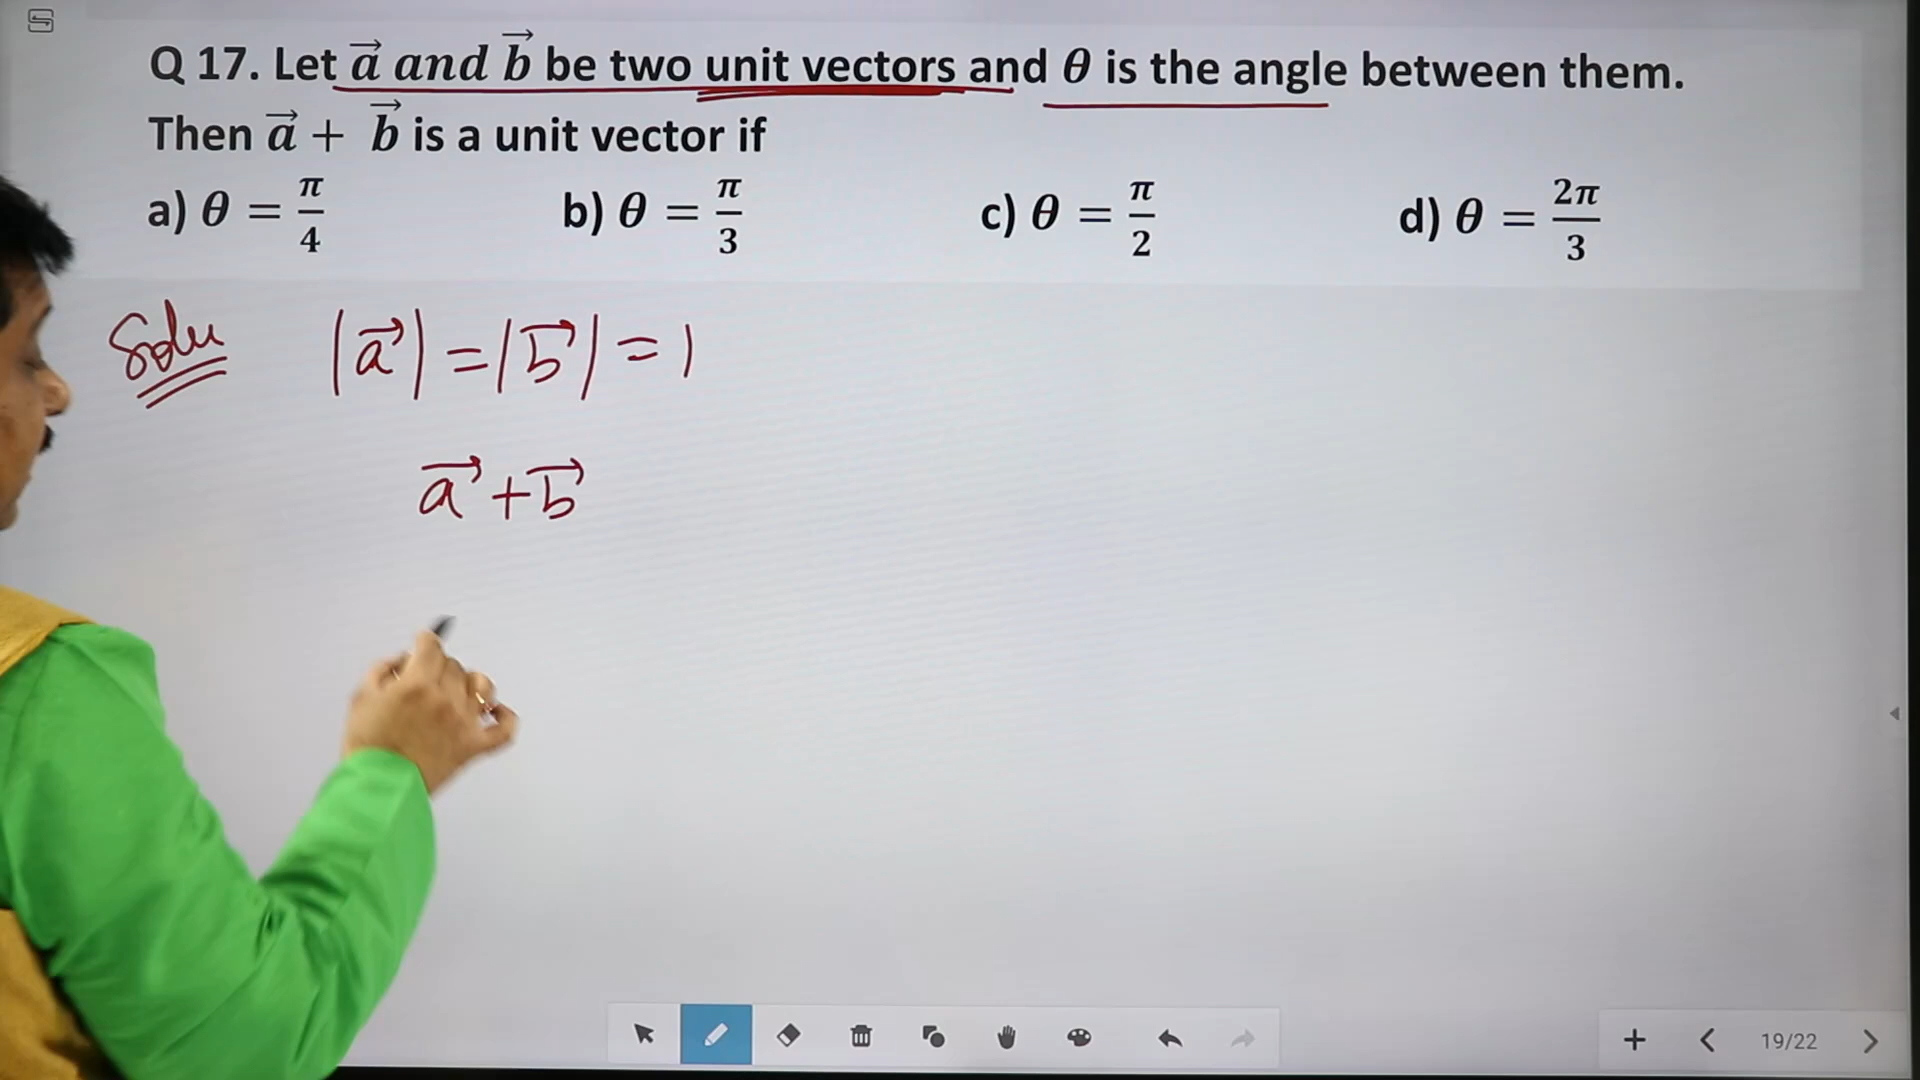 Q 17. Let a⃗ and b⃗ be two unit vectors and θ is the angle between them.
Then a⃗ + b⃗ is a unit vector if
a) θ = π/4 b) θ = π/3 c) θ = π/2 d) θ = 2π/3
Solu |a⃗| = |b⃗| = 1
a⃗ + b⃗
19/22